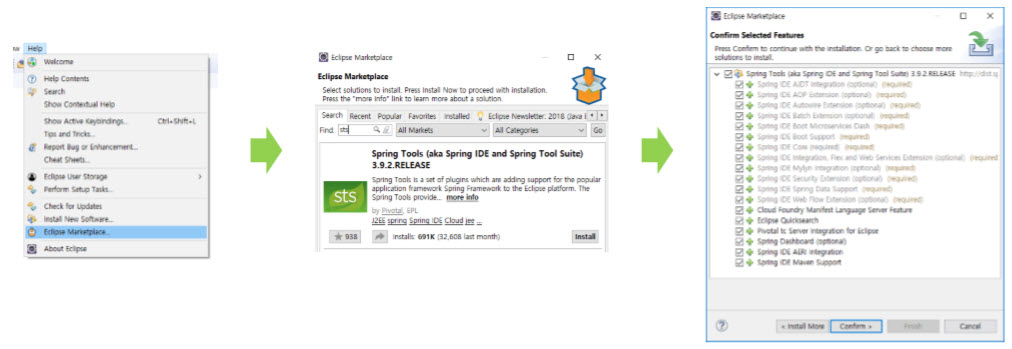 Help
Welcome
Help Contents
Search
Show Contextual Help
Show Active Keybindings... Ctrl+Shift+L
Tips and Tricks...
Report Bug or Enhancement...
Cheat Sheets...
Eclipse User Storage
Perform Setup Tasks...
Check for Updates
Install New Software...
Eclipse Marketplace...
About Eclipse
Eclipse Marketplace
Eclipse Marketplace
Select solutions to install. Press Install Now to proceed with installation.
Press the "more info" link to learn more about a solution.
Search Recent Popular Favorites Installed Eclipse Newsletter: 2018 (Java
Find: sts All Markets All Categories Go
Spring Tools (aka Spring IDE and Spring Tool Suite)
3.9.2.RELEASE
Spring Tools is a set of plugins which are adding support for the popular
application framework Spring Framework to the Eclipse platform. The
Spring Tools provide... more info
sts
by Pivotal, EPL
J2EE spring Spring IDE Cloud jee ...
938 Installs: 691K (32,608 last month) Install
Eclipse Marketplace
Confirm Selected Features
Press Confirm to continue with the installation. Or go back to choose more
solutions to install.
Spring Tools (aka Spring IDE and Spring Tool Suite) 3.9.2.RELEASE http://dist.s
Spring IDE AJDT Integration (optional) (required)
Spring IDE AOP Extension (optional) (required)
Spring IDE Autowire Extension (optional) (required)
Spring IDE Batch Extension (optional) (required)
Spring IDE Boot Microservices Dash (required)
Spring IDE Boot Support (required)
Spring IDE Core (required) (required)
Spring IDE Integration, Flex and Web Services Extension (optional) (required
Spring IDE Mylyn Integration (optional) (required)
Spring IDE Security Extension (optional) (required)
Spring IDE Spring Data Support (required)
Spring IDE Web Flow Extension (optional) (required)
Cloud Foundry Manifest Language Server Feature
Eclipse Quicksearch
Pivotal tc Server Integration for Eclipse
Spring Dashboard (optional)
Spring IDE AERI Integration
Spring IDE Maven Support
< Install More Confirm > Finish Cancel